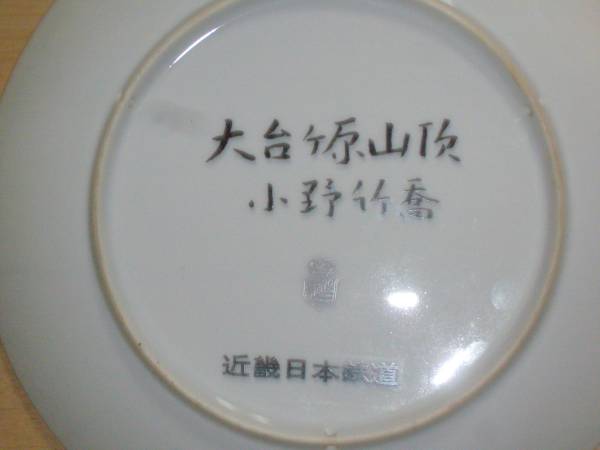 大台ケ原山頂
小野竹喬
近畿日本鉄道